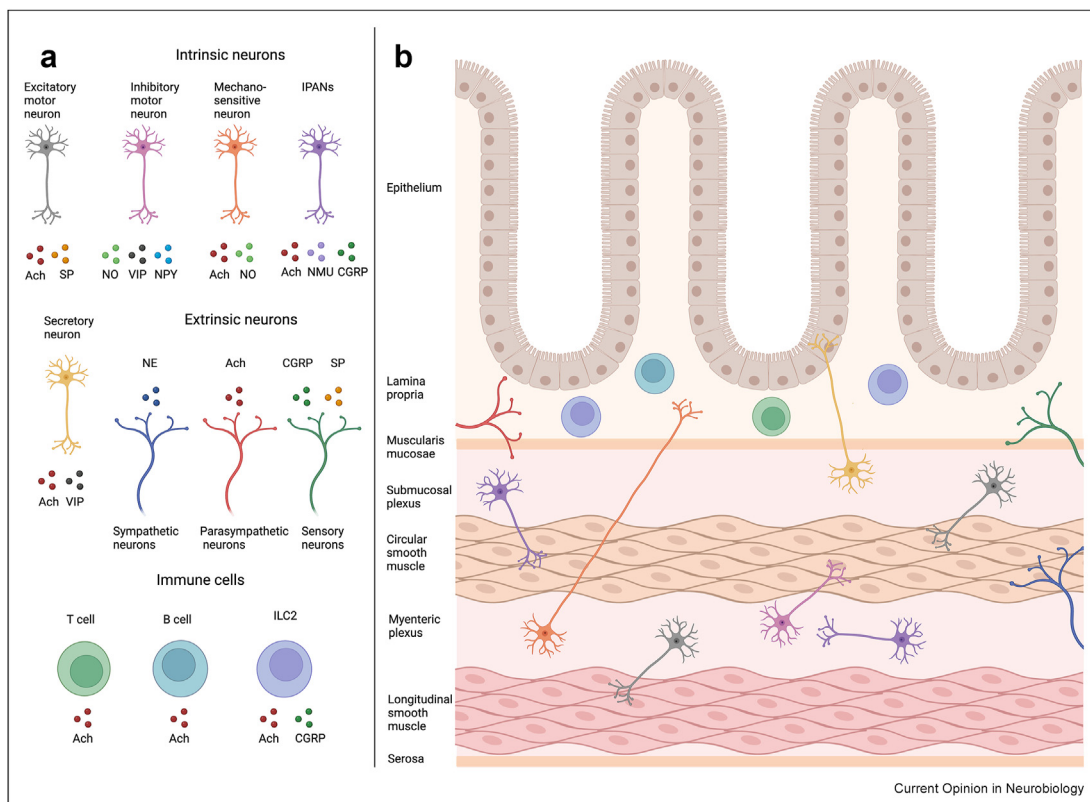 a
Intrinsic neurons
Excitatory
motor
neuron
Inhibitory
motor
neuron
Mechano-
sensitive
neuron
IPANs
Ach SP
NO VIP NPY
Ach NO
Ach NMU CGRP
Secretory
neuron
Ach VIP
Extrinsic neurons
NE
Ach
CGRP SP
Sympathetic
neurons
Parasympathetic
neurons
Sensory
neurons
Immune cells
T cell
B cell
ILC2
Ach
Ach
Ach CGRP
b
Epithelium
Lamina
propria
Muscularis
mucosae
Submucosal
plexus
Circular
smooth
muscle
Myenteric
plexus
Longitudinal
smooth
muscle
Serosa
Current Opinion in Neurobiology